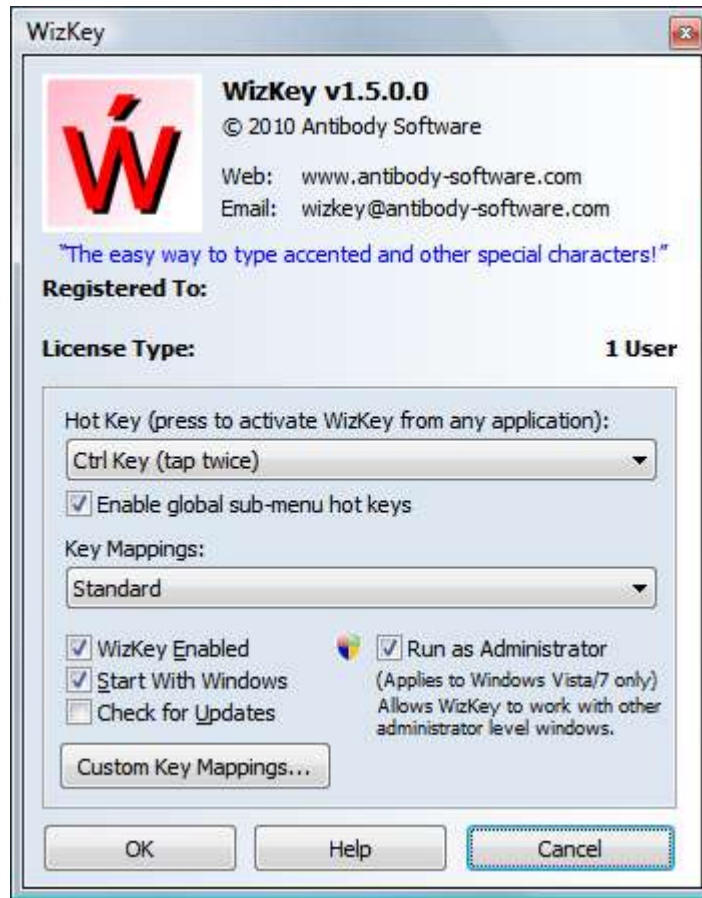 WizKey
Ẃ
WizKey v1.5.0.0
© 2010 Antibody Software
Web: www.antibody-software.com
Email: wizkey@antibody-software.com
"The easy way to type accented and other special characters!"
Registered To:
License Type: 1 User
Hot Key (press to activate WizKey from any application):
Ctrl Key (tap twice)
Enable global sub-menu hot keys
Key Mappings:
Standard
WizKey Enabled
Start With Windows
Check for Updates
Run as Administrator
(Applies to Windows Vista/7 only)
Allows WizKey to work with other
administrator level windows.
Custom Key Mappings...
OK Help Cancel